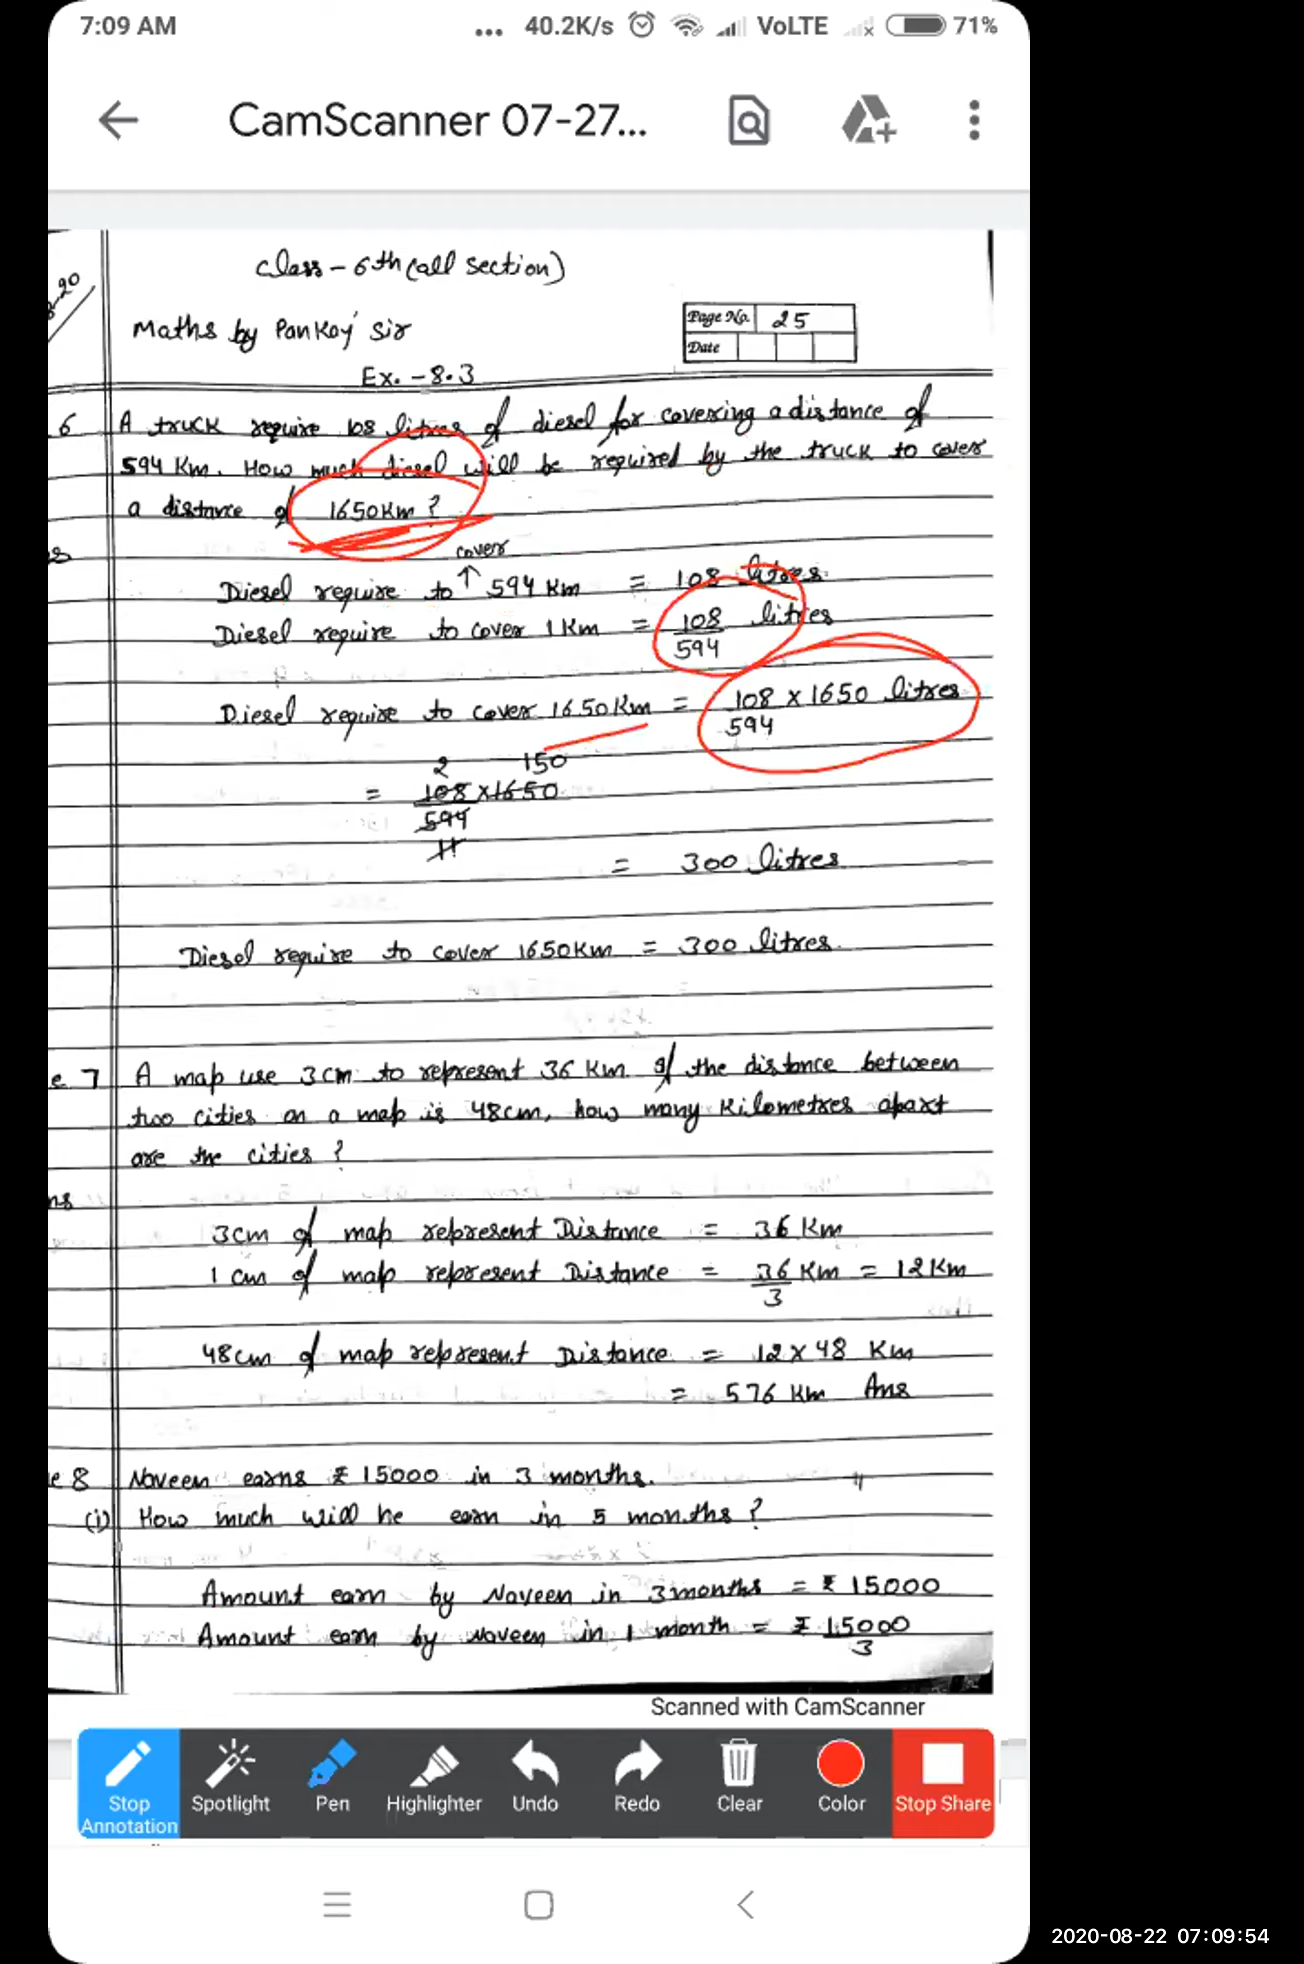 7:09 AM ... 40.2K/s VoLTE 71%
CamScanner 07-27...
Class - 6th (all section)
Maths by Pankaj Sir
Page No. 25
Date
Ex. - 8.3
6 A truck require 108 litres of diesel for covering a distance of
594 Km. How much diesel will be required by the truck to cover
a distance of 1650Km ?
cover
Diesel require to ↑ 594 Km = 108 litres
Diesel require to cover 1 Km = 108/594 litres
Diesel require to cover 1650Km = 108 x 1650 litres
594
2 150
= 108 x 1650
594
11
= 300 litres
Diesel require to cover 1650Km = 300 litres
e 7 A map use 3cm to represent 36 Km. If the distance between
two cities on a map is 48cm, how many Kilometres apart
are the cities ?
ns
3cm of map represent Distance = 36 Km
1 cm of map represent Distance = 36/3 Km = 12Km
48cm of map represent Distance = 12 x 48 Km
= 576 Km Ans
e 8 Naveen earns ₹ 15000 in 3 months.
(i) How much will he earn in 5 months ?
Amount earn by Naveen in 3 months = ₹ 15000
Amount earn by Naveen in 1 month = ₹ 15000
3
Scanned with CamScanner
Stop Annotation
Spotlight
Pen
Highlighter
Undo
Redo
Clear
Color
Stop Share
2020-08-22 07:09:54